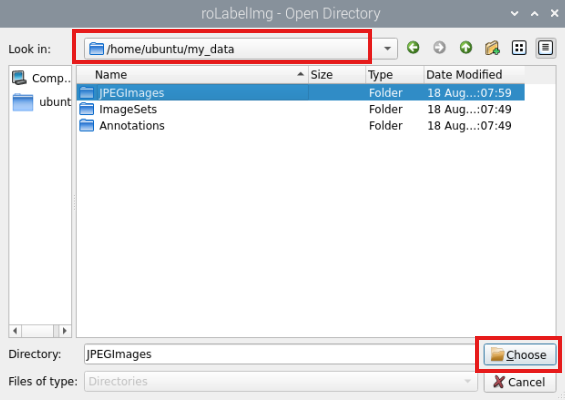 roLabelImg - Open Directory
Look in: /home/ubuntu/my_data
Comp... Name Size Type Date Modified
ubunt JPEGImages Folder 18 Aug...:07:59
ImageSets Folder 18 Aug...:07:49
Annotations Folder 18 Aug...:07:49
Directory: JPEGImages Choose
Files of type: Directories Cancel